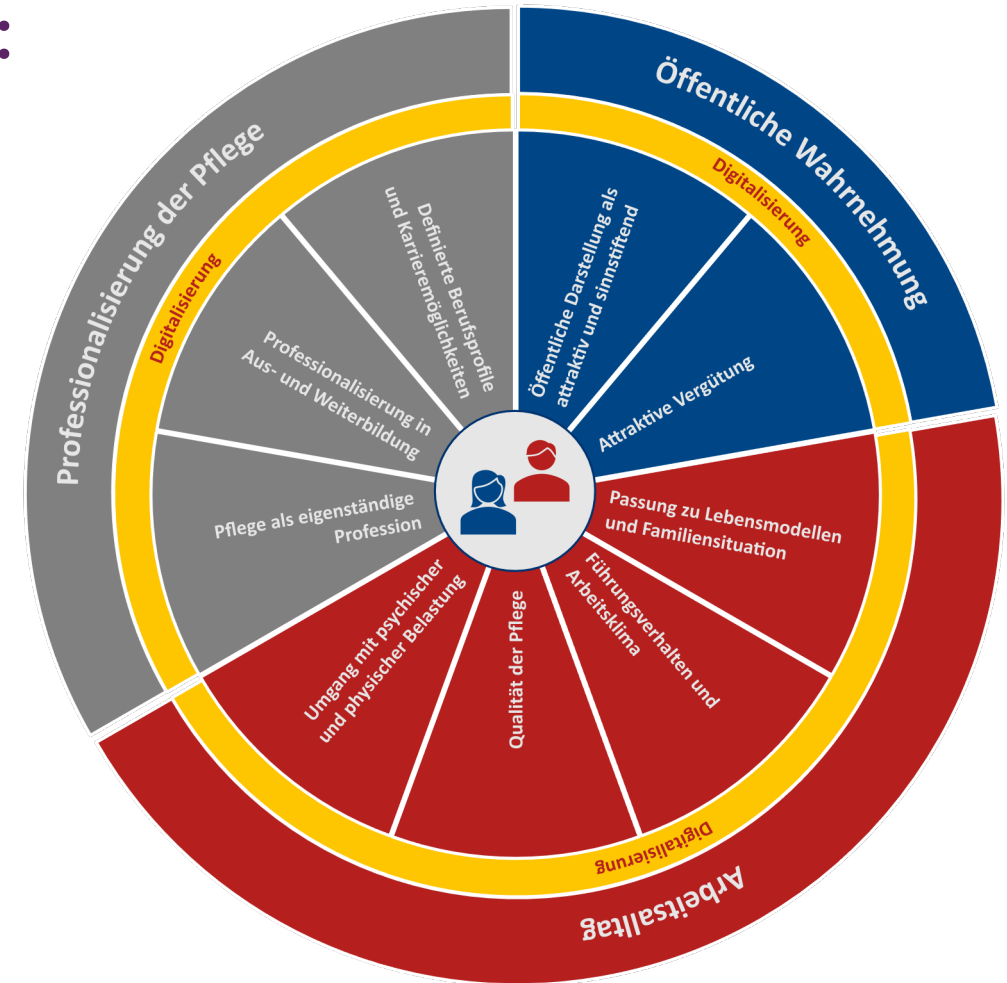 :
Öffentliche Wahrnehmung
Digitalisierung
Öffentliche Darstellung als
attraktiv und sinnstiftend
Attraktive Vergütung
Arbeitsalltag
Digitalisierung
Passung zu Lebensmodellen
und Familiensituation
Führungsverhalten und
Arbeitsklima
Qualität der Pflege
Umgang mit psychischer
und physischer Belastung
Professionalisierung der Pflege
Digitalisierung
Pflege als eigenständige
Profession
Professionalisierung in
Aus- und Weiterbildung
Definierte Berufsprofile
und Karrieremöglichkeiten